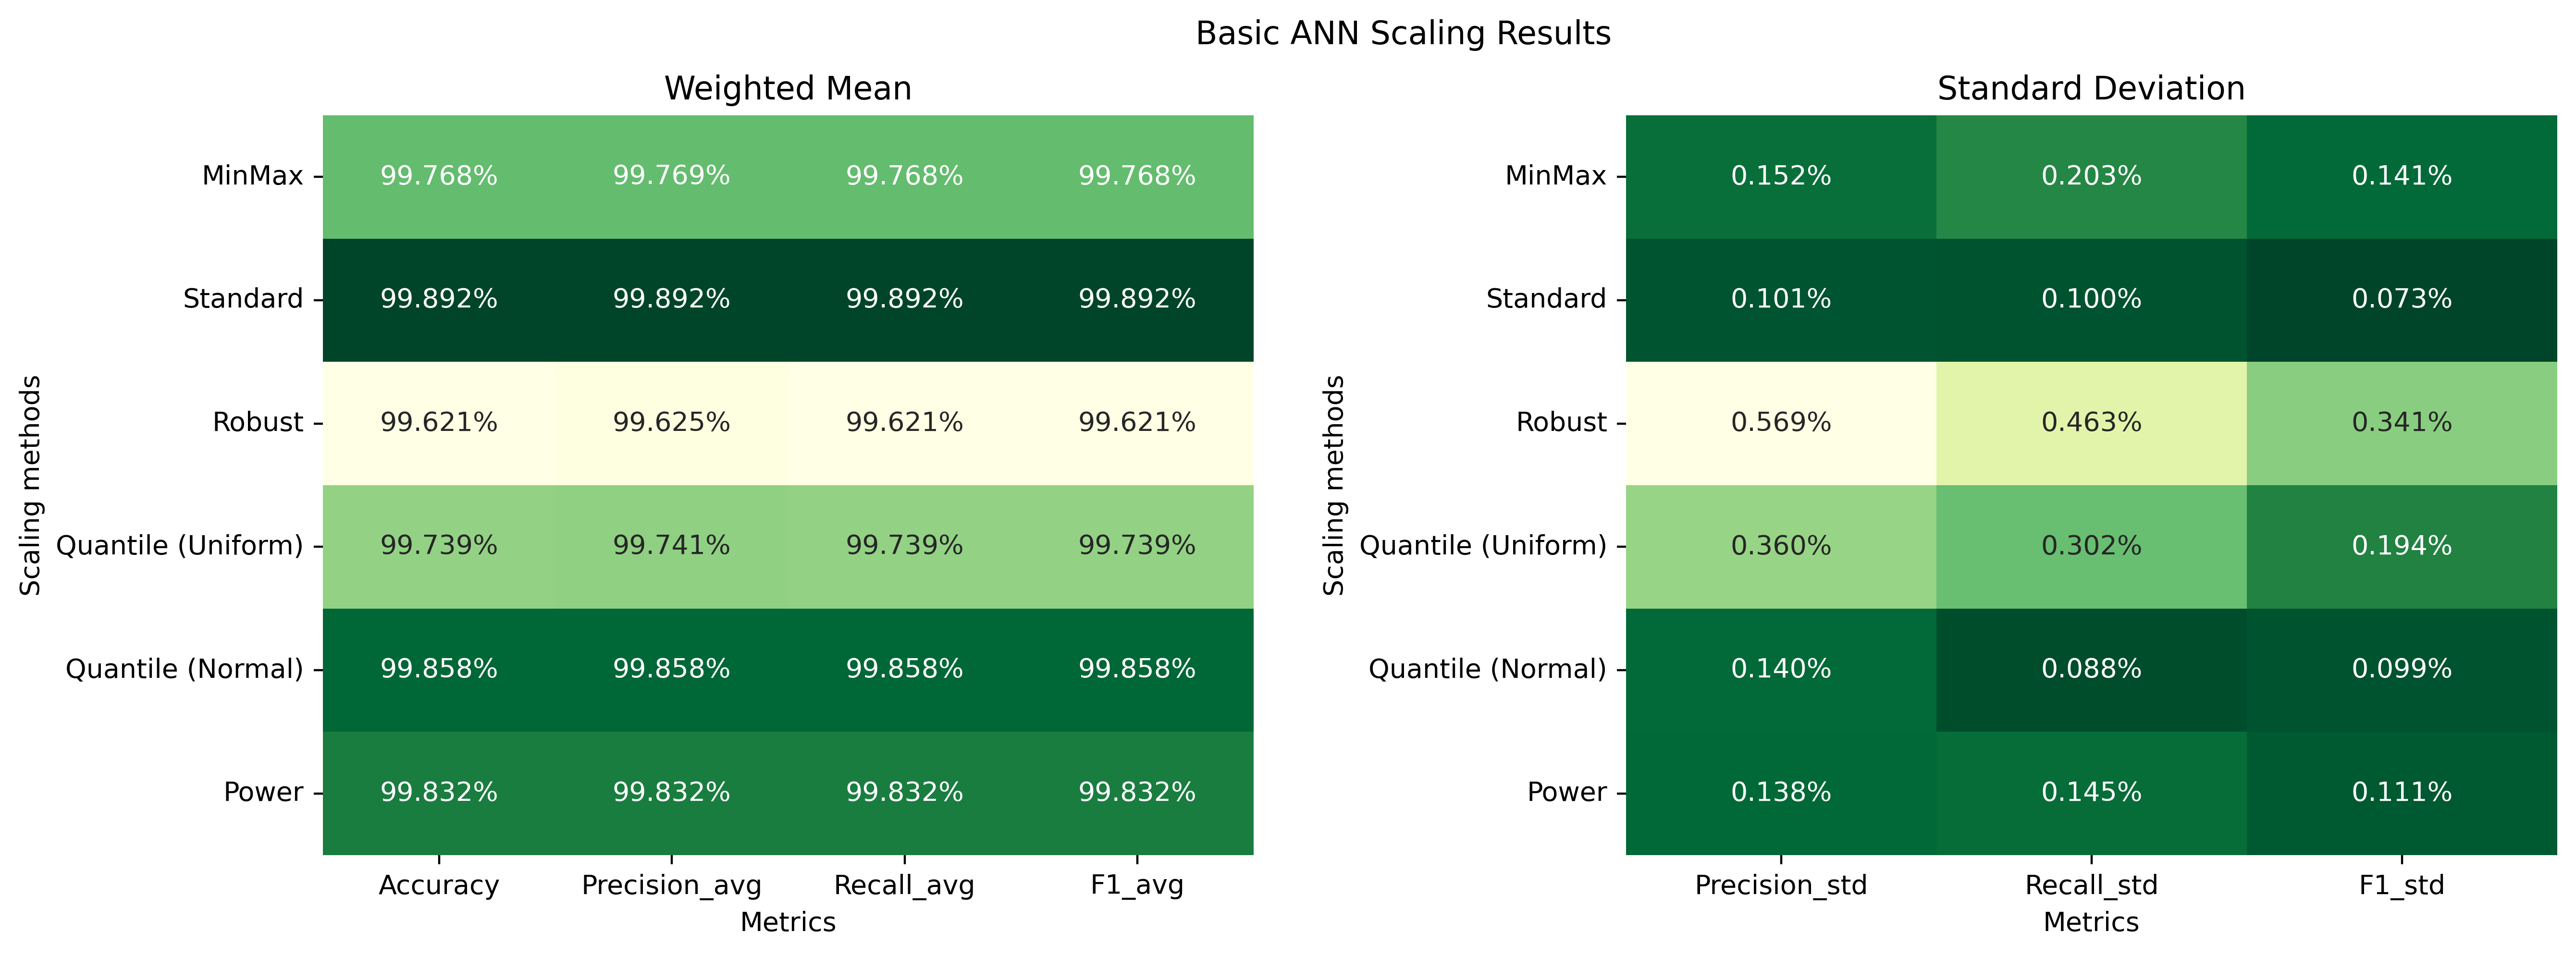 Basic ANN Scaling Results
Weighted Mean
Scaling methods
MinMax 99.768% 99.769% 99.768% 99.768%
Standard 99.892% 99.892% 99.892% 99.892%
Robust 99.621% 99.625% 99.621% 99.621%
Quantile (Uniform) 99.739% 99.741% 99.739% 99.739%
Quantile (Normal) 99.858% 99.858% 99.858% 99.858%
Power 99.832% 99.832% 99.832% 99.832%
Accuracy Precision_avg Recall_avg F1_avg
Metrics
Standard Deviation
Scaling methods
MinMax 0.152% 0.203% 0.141%
Standard 0.101% 0.100% 0.073%
Robust 0.569% 0.463% 0.341%
Quantile (Uniform) 0.360% 0.302% 0.194%
Quantile (Normal) 0.140% 0.088% 0.099%
Power 0.138% 0.145% 0.111%
Precision_std Recall_std F1_std
Metrics